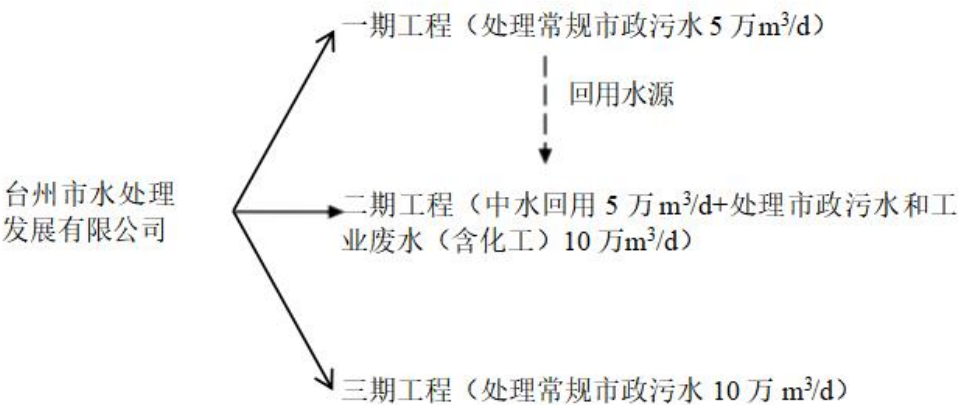 一期工程（处理常规市政污水 5 万m³/d）
回用水源
台州市水处理
发展有限公司
二期工程（中水回用 5 万m³/d+处理市政污水和工
业废水（含化工）10 万m³/d）
三期工程（处理常规市政污水 10 万 m³/d）